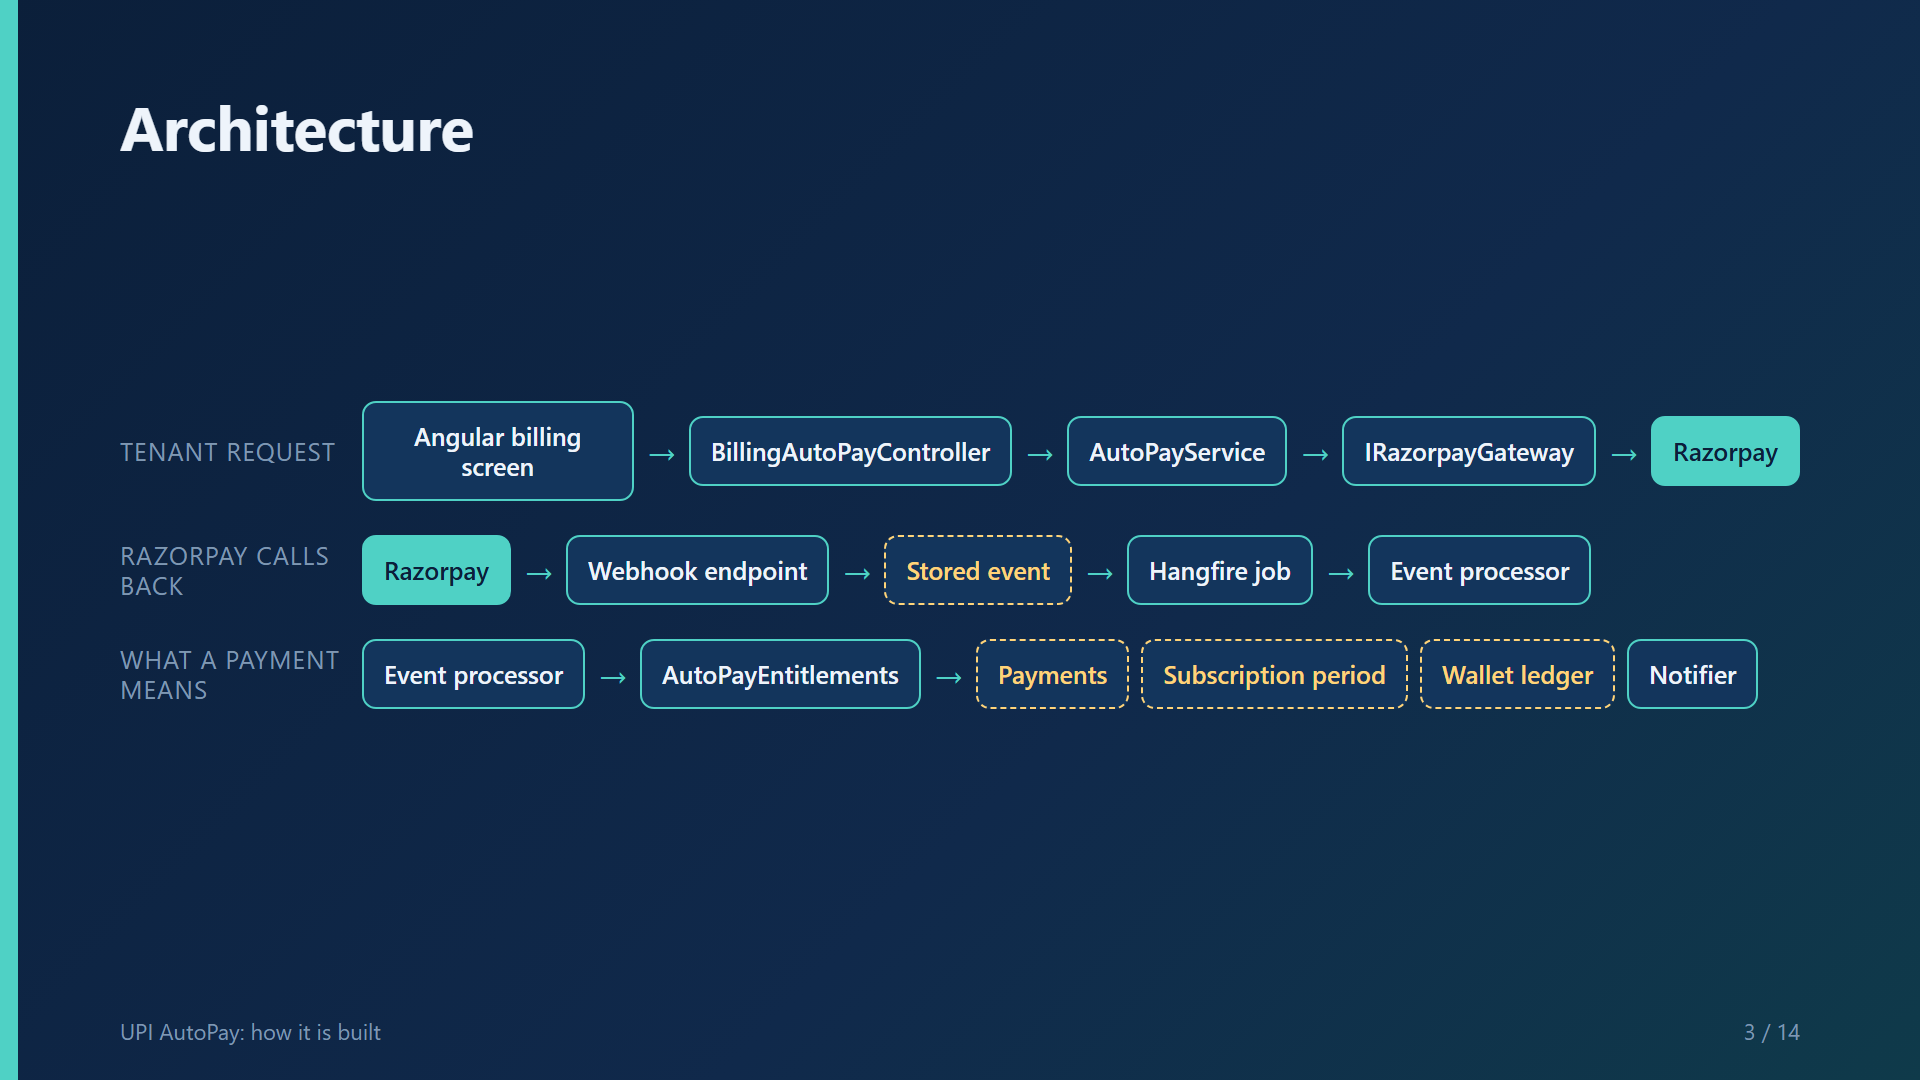 Architecture
TENANT REQUEST
Angular billing
screen
→
BillingAutoPayController
→
AutoPayService
→
IRazorpayGateway
→
Razorpay
RAZORPAY CALLS
BACK
Razorpay
→
Webhook endpoint
→
Stored event
→
Hangfire job
→
Event processor
WHAT A PAYMENT
MEANS
Event processor
→
AutoPayEntitlements
→
Payments
Subscription period
Wallet ledger
Notifier
UPI AutoPay: how it is built
3 / 14